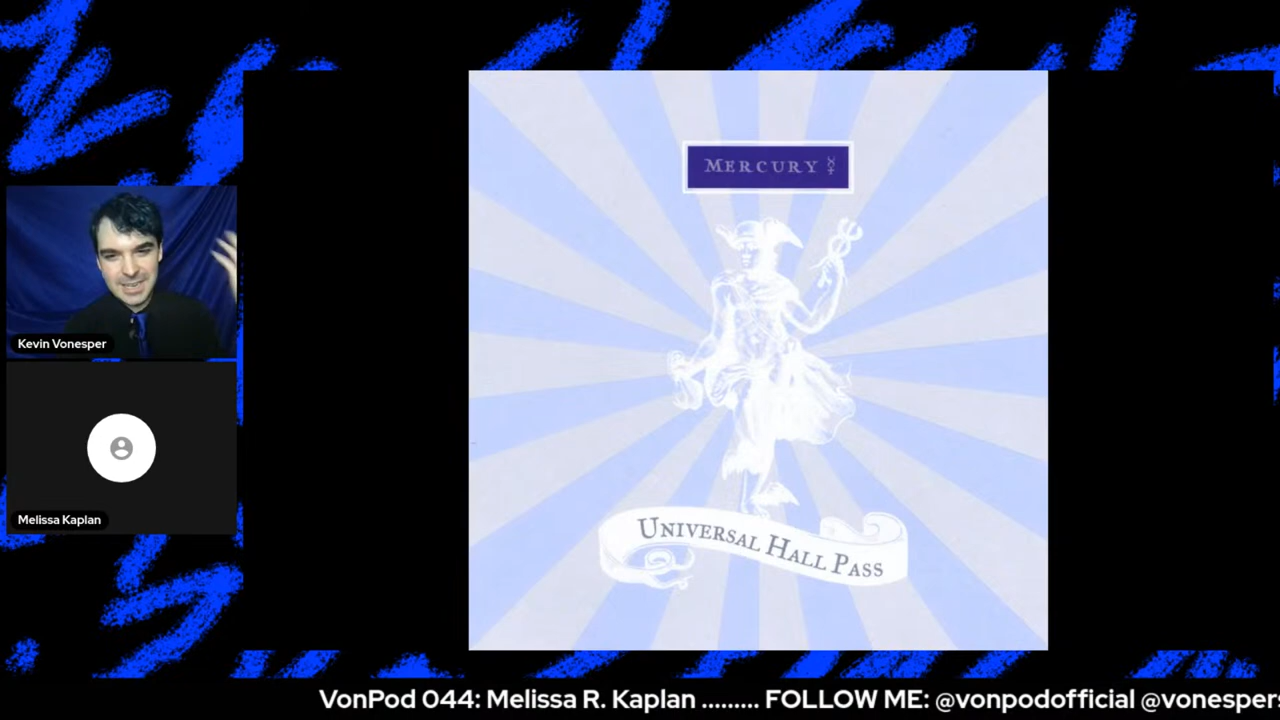 MERCURY ☿
Kevin Vonesper
UNIVERSAL HALL PASS
Melissa Kaplan
VonPod 044: Melissa R. Kaplan ......... FOLLOW ME: @vonpodofficial @vonesper